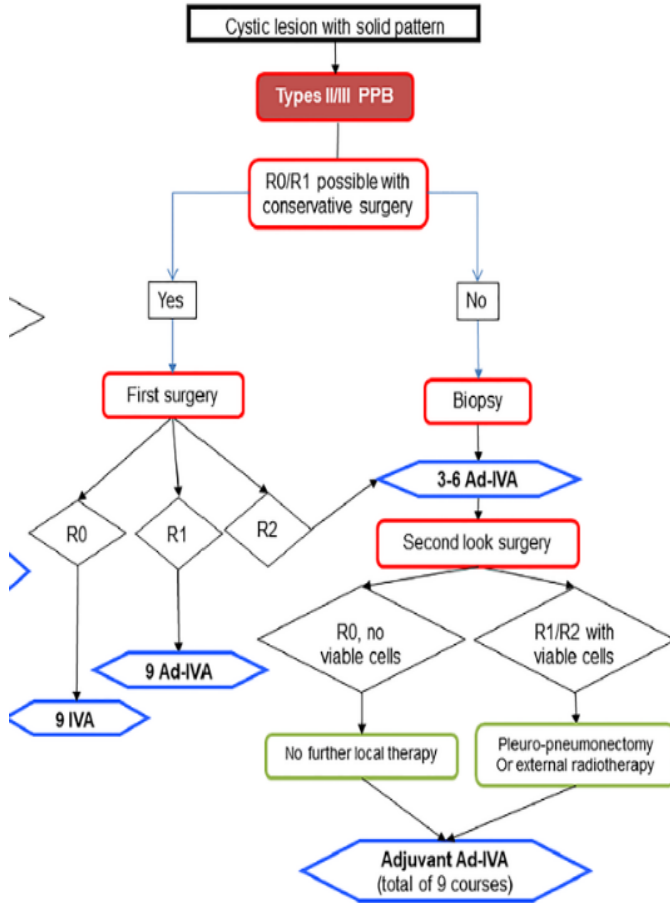 Cystic lesion with solid pattern
Types II/III PPB
R0/R1 possible with
conservative surgery
Yes
No
First surgery
Biopsy
3-6 Ad-IVA
R0
R1
R2
Second look surgery
R0, no
viable cells
R1/R2 with
viable cells
9 Ad-IVA
9 IVA
No further local therapy
Pleuro-pneumonectomy
Or external radiotherapy
Adjuvant Ad-IVA
(total of 9 courses)